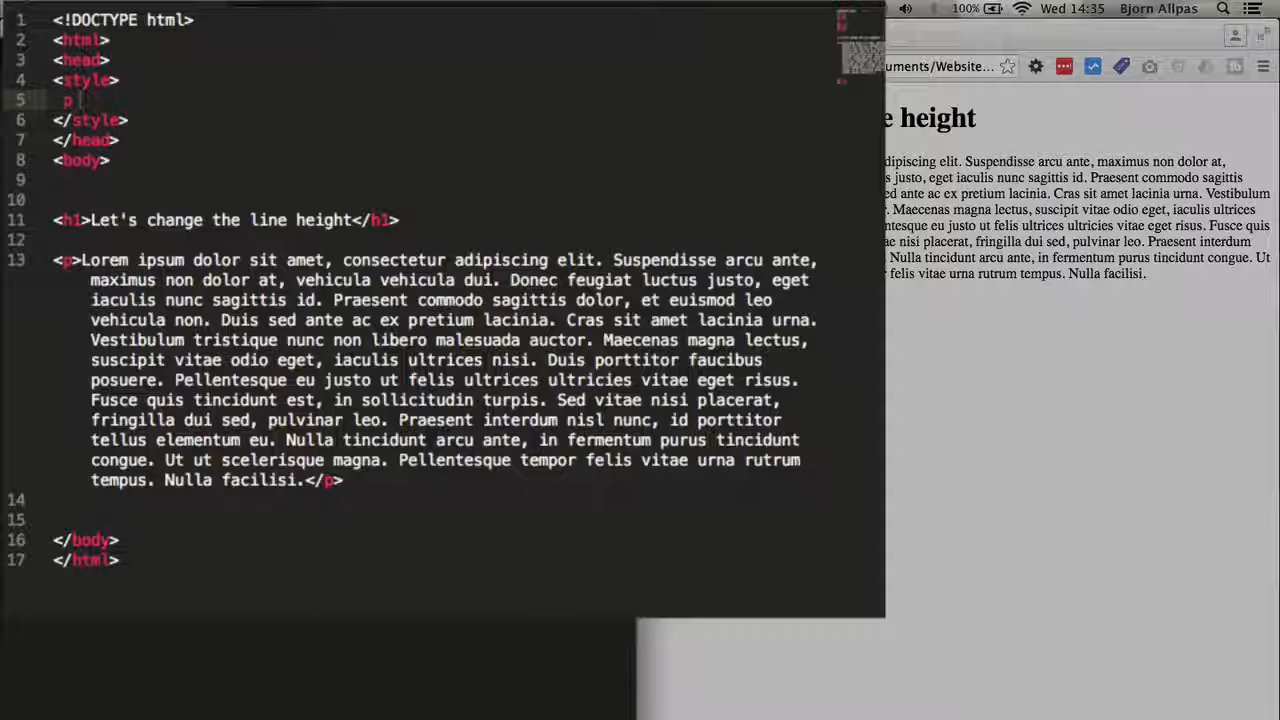 1 <!DOCTYPE html>
2 <html>
3 <head>
4 <style>
5 p
6 </style>
7 </head>
8 <body>
9
10
11 <h1>Let's change the line height</h1>
12
13 <p>Lorem ipsum dolor sit amet, consectetur adipiscing elit. Suspendisse arcu ante,
maximus non dolor at, vehicula vehicula dui. Donec feugiat luctus justo, eget
iaculis nunc sagittis id. Praesent commodo sagittis dolor, et euismod leo
vehicula non. Duis sed ante ac ex pretium lacinia. Cras sit amet lacinia urna.
Vestibulum tristique nunc non libero malesuada auctor. Maecenas magna lectus,
suscipit vitae odio eget, iaculis ultrices nisi. Duis porttitor faucibus
posuere. Pellentesque eu justo ut felis ultrices ultricies vitae eget risus.
Fusce quis tincidunt est, in sollicitudin turpis. Sed vitae nisi placerat,
fringilla dui sed, pulvinar leo. Praesent interdum nisl nunc, id porttitor
tellus elementum eu. Nulla tincidunt arcu ante, in fermentum purus tincidunt
congue. Ut ut scelerisque magna. Pellentesque tempor felis vitae urna rutrum
tempus. Nulla facilisi.</p>
14
15
16 </body>
17 </html>
100% Wed 14:35 Bjorn Allpas
uments/Website...
e height
dipiscing elit. Suspendisse arcu ante, maximus non dolor at,
s justo, eget iaculis nunc sagittis id. Praesent commodo sagittis
ed ante ac ex pretium lacinia. Cras sit amet lacinia urna. Vestibulum
r. Maecenas magna lectus, suscipit vitae odio eget, iaculis ultrices
ntesque eu justo ut felis ultrices ultricies vitae eget risus. Fusce quis
ae nisi placerat, fringilla dui sed, pulvinar leo. Praesent interdum
Nulla tincidunt arcu ante, in fermentum purus tincidunt congue. Ut
felis vitae urna rutrum tempus. Nulla facilisi.